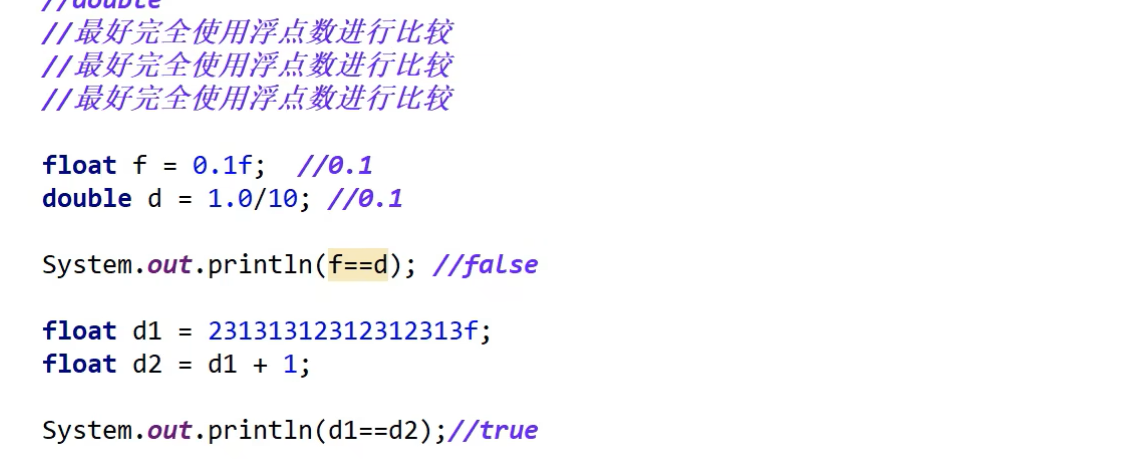 //double
//最好完全使用浮点数进行比较
//最好完全使用浮点数进行比较
//最好完全使用浮点数进行比较
float f = 0.1f; //0.1
double d = 1.0/10; //0.1
System.out.println(f==d); //false
float d1 = 23131312312312313f;
float d2 = d1 + 1;
System.out.println(d1==d2);//true